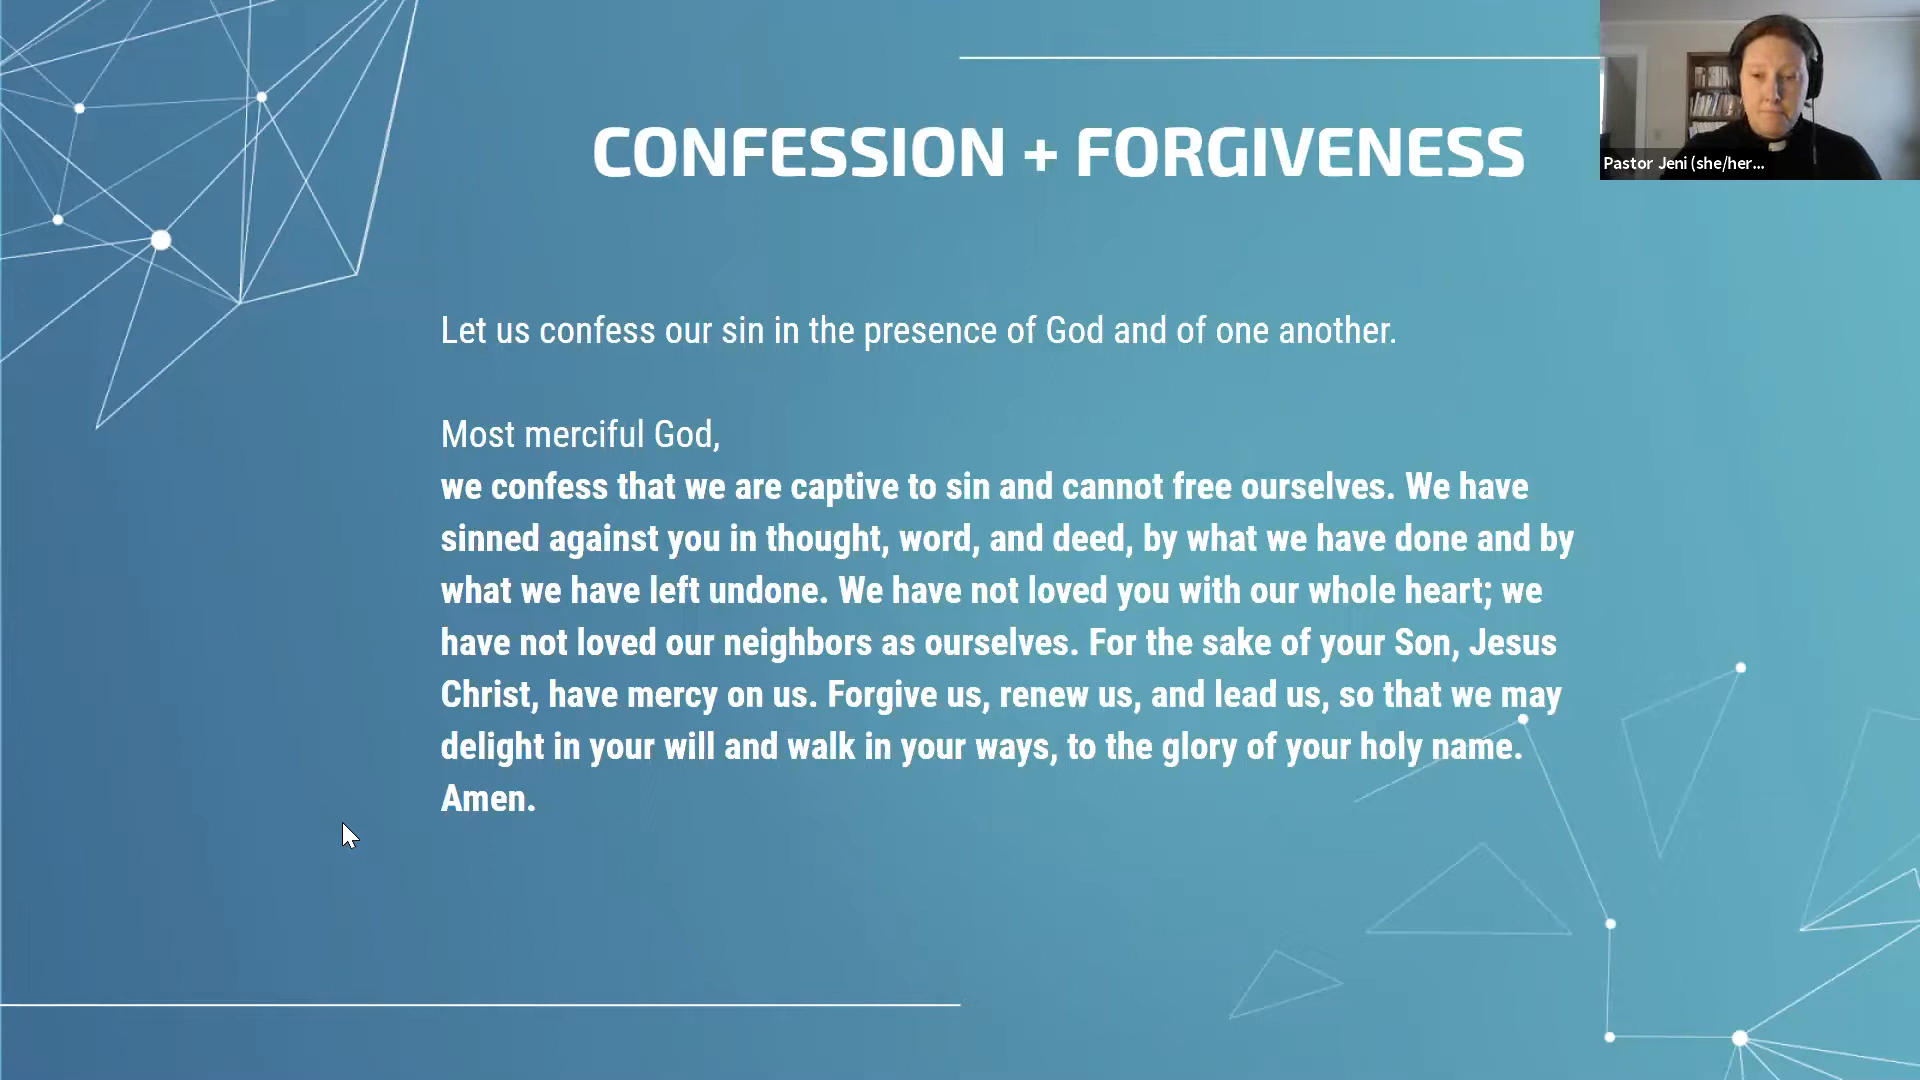 CONFESSION + FORGIVENESS
Pastor Jeni (she/her...
Let us confess our sin in the presence of God and of one another.
Most merciful God,
we confess that we are captive to sin and cannot free ourselves. We have
sinned against you in thought, word, and deed, by what we have done and by
what we have left undone. We have not loved you with our whole heart; we
have not loved our neighbors as ourselves. For the sake of your Son, Jesus
Christ, have mercy on us. Forgive us, renew us, and lead us, so that we may
delight in your will and walk in your ways, to the glory of your holy name.
Amen.